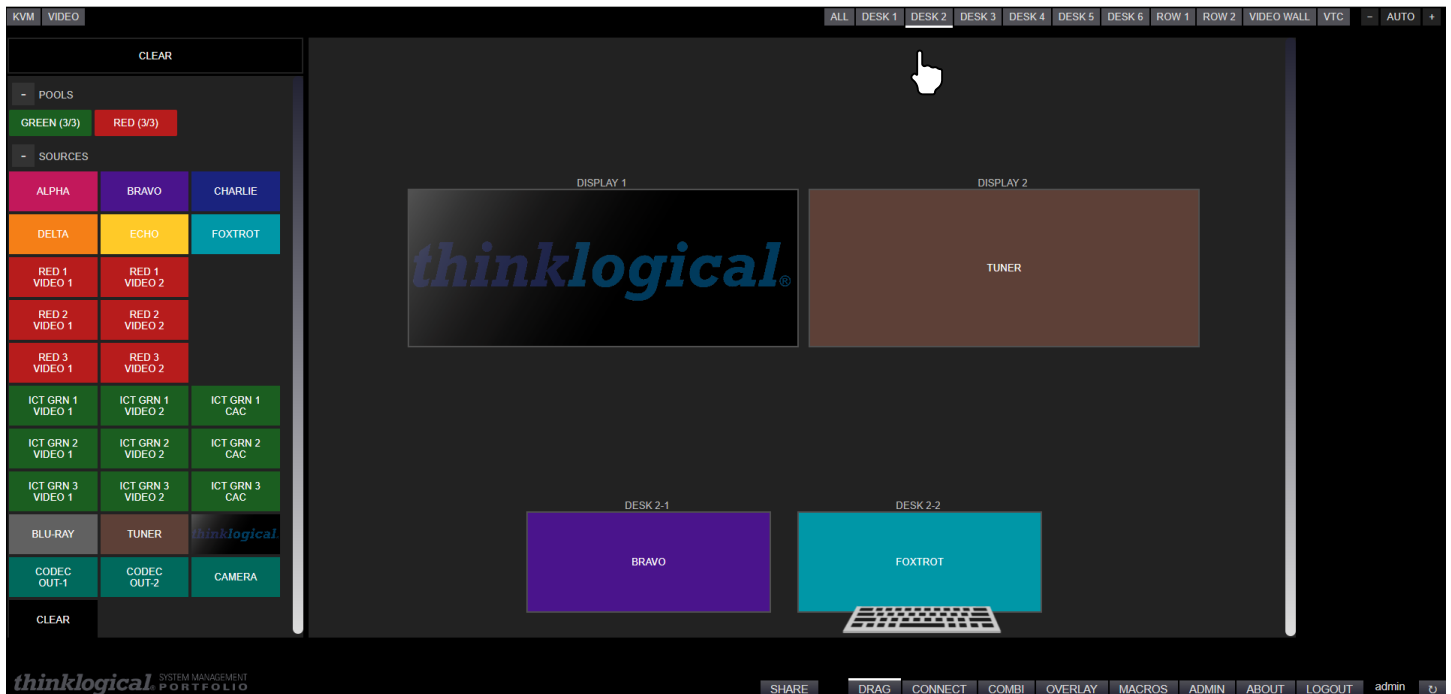 KVM VIDEO ALL DESK 1 DESK 2 DESK 3 DESK 4 DESK 5 DESK 6 ROW 1 ROW 2 VIDEO WALL VTC - AUTO +
CLEAR
- POOLS
GREEN (3/3) RED (3/3)
- SOURCES
ALPHA BRAVO CHARLIE
DELTA ECHO FOXTROT
RED 1 RED 1
VIDEO 1 VIDEO 2
RED 2 RED 2
VIDEO 1 VIDEO 2
RED 3 RED 3
VIDEO 1 VIDEO 2
ICT GRN 1 ICT GRN 1 ICT GRN 1
VIDEO 1 VIDEO 2 CAC
ICT GRN 2 ICT GRN 2 ICT GRN 2
VIDEO 1 VIDEO 2 CAC
ICT GRN 3 ICT GRN 3 ICT GRN 3
VIDEO 1 VIDEO 2 CAC
BLU-RAY TUNER thinklogical.
CODEC CODEC CAMERA
OUT-1 OUT-2
CLEAR
DISPLAY 1 DISPLAY 2
thinklogical.® TUNER
DESK 2-1 DESK 2-2
BRAVO FOXTROT
thinklogical. SYSTEM MANAGEMENT
PORTFOLIO
SHARE DRAG CONNECT COMBI OVERLAY MACROS ADMIN ABOUT LOGOUT admin ↻